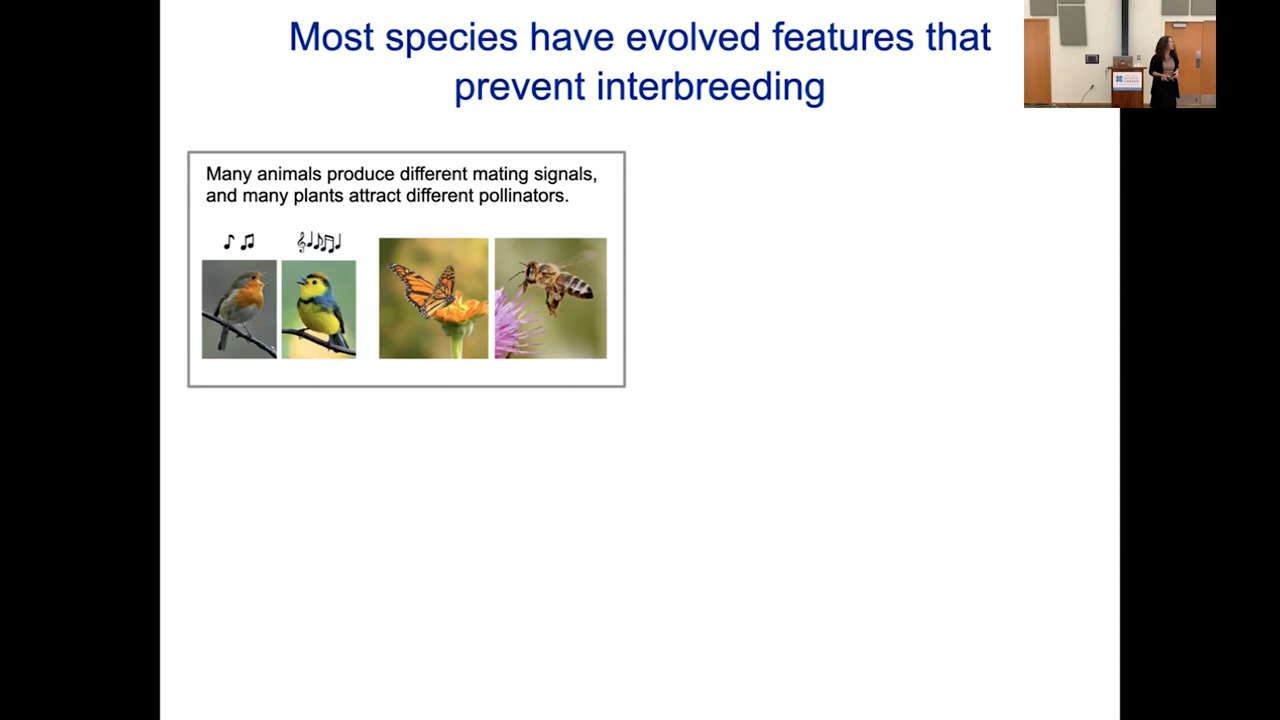 Most species have evolved features that
prevent interbreeding
Many animals produce different mating signals,
and many plants attract different pollinators.